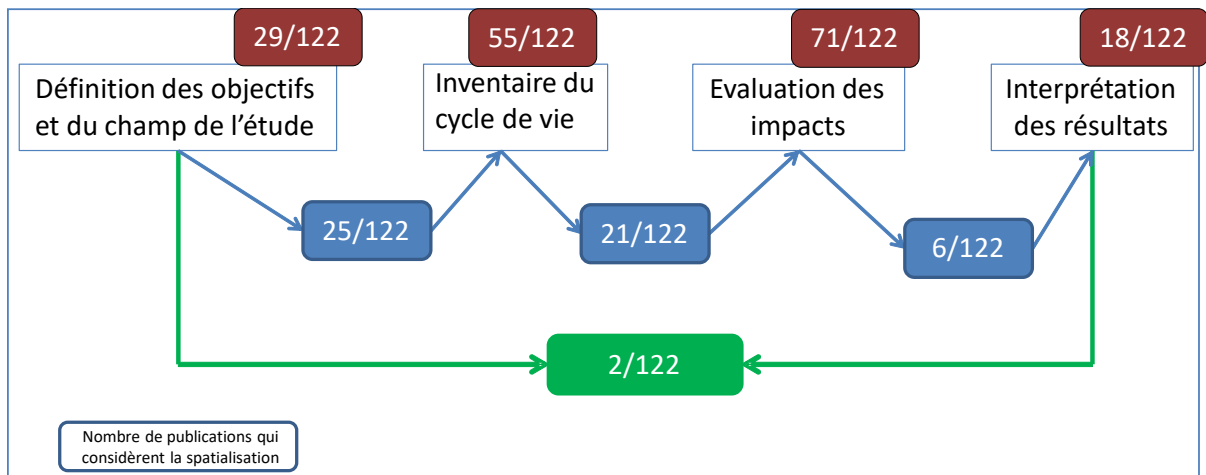 29/122
55/122
71/122
18/122
Définition des objectifs
et du champ de l'étude
Inventaire du
cycle de vie
Evaluation des
impacts
Interprétation
des résultats
25/122
21/122
6/122
2/122
Nombre de publications qui
considèrent la spatialisation